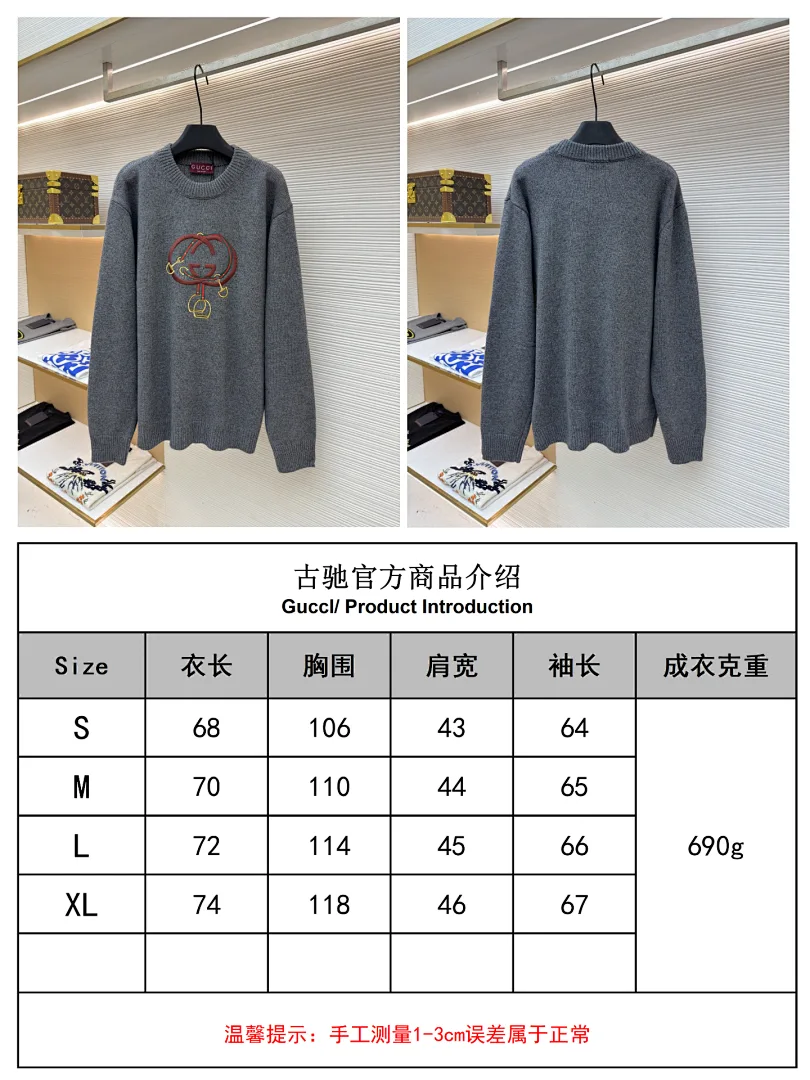 GUCCI
古驰官方商品介绍
GuccI/ Product Introduction
Size 衣长 胸围 肩宽 袖长 成衣克重
S 68 106 43 64
M 70 110 44 65
L 72 114 45 66
690g
XL 74 118 46 67
温馨提示：手工测量1-3cm误差属于正常